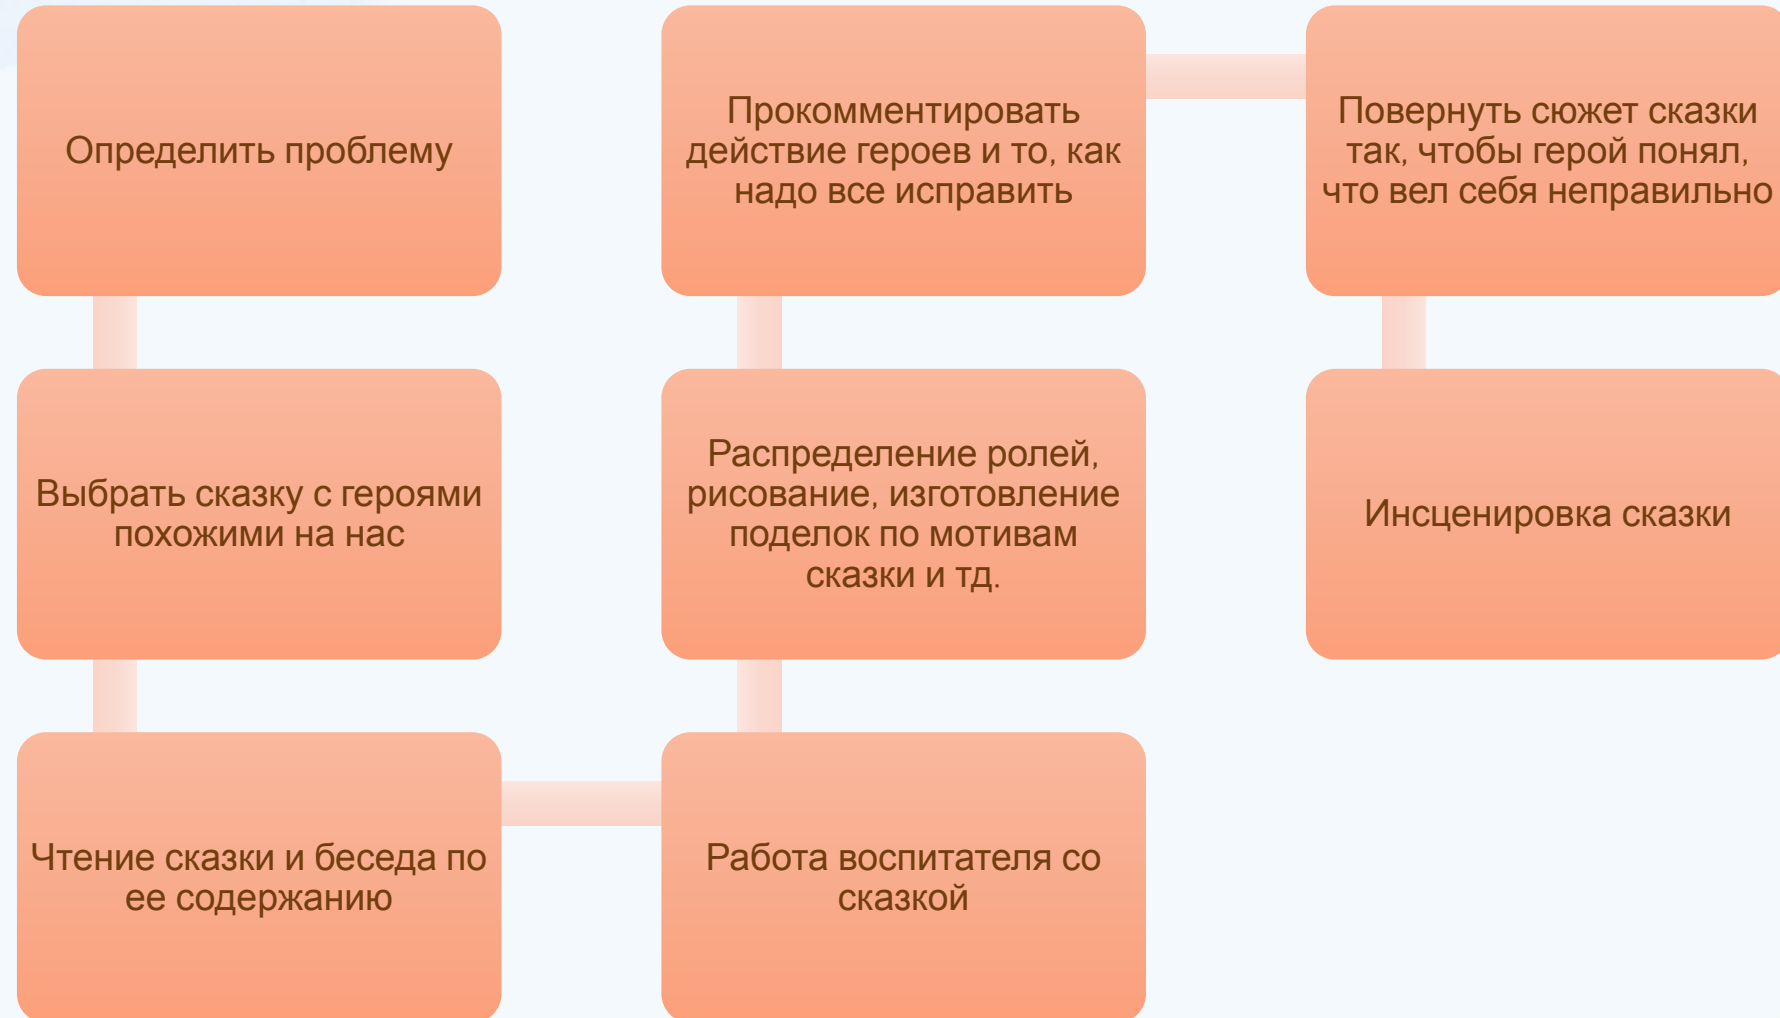 Определить проблему
Выбрать сказку с героями
похожими на нас
Чтение сказки и беседа по
ее содержанию
Работа воспитателя со
сказкой
Распределение ролей,
рисование, изготовление
поделок по мотивам
сказки и тд.
Прокомментировать
действие героев и то, как
надо все исправить
Повернуть сюжет сказки
так, чтобы герой понял,
что вел себя неправильно
Инсценировка сказки